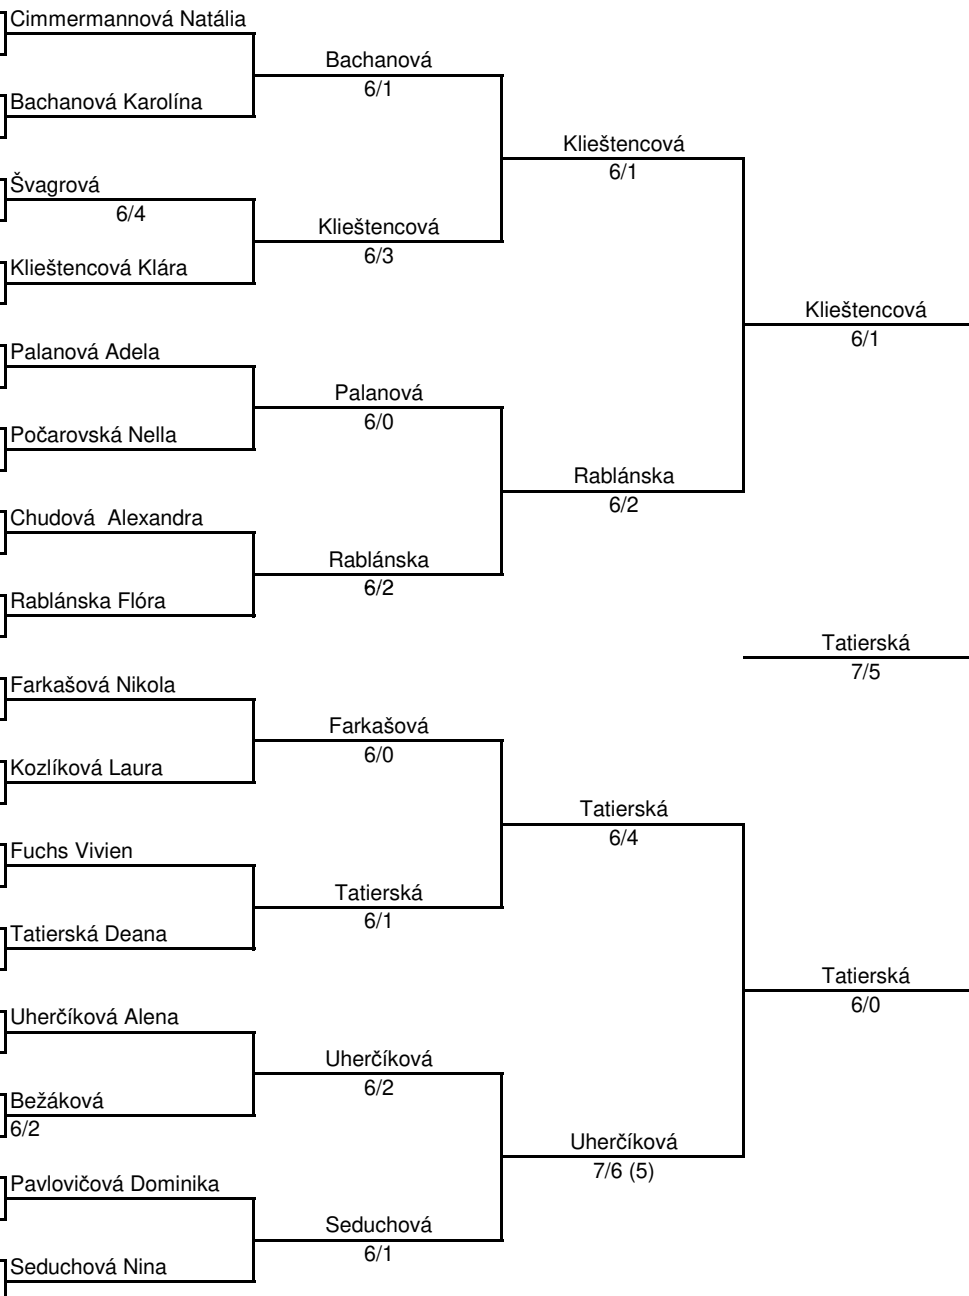 Cimmermannová Natália
Bachanová
6/1
Bachanová Karolína
Klieštencová
6/1
Švagrová
6/4
Klieštencová
6/3
Klieštencová Klára
Klieštencová
6/1
Palanová Adela
Palanová
6/0
Počarovská Nella
Rablánska
6/2
Chudová  Alexandra
Rablánska
6/2
Rablánska Flóra
Tatierská
7/5
Farkašová Nikola
Farkašová
6/0
Kozlíková Laura
Tatierská
6/4
Fuchs Vivien
Tatierská
6/1
Tatierská Deana
Tatierská
6/0
Uherčíková Alena
Uherčíková
6/2
Bežáková
6/2
Uherčíková
7/6 (5)
Pavlovičová Dominika
Seduchová
6/1
Seduchová Nina